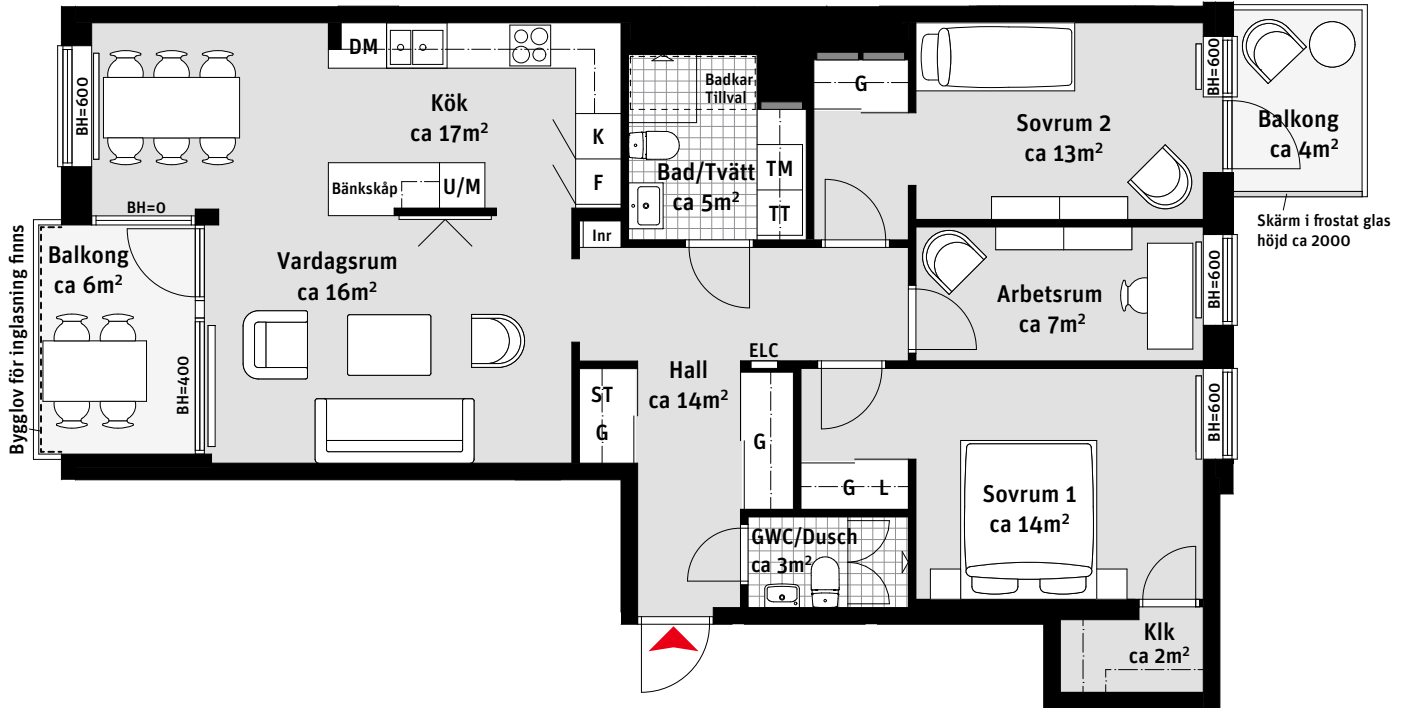 DM
Kök
ca 17m²
BH=600
K
F
Bänkskåp
U/M
BH=0
Badkar
Tillval
Bad/Tvätt
ca 5m²
TM
TT
G
Sovrum 2
ca 13m²
BH=600
Balkong
ca 4m²
Skärm i frostat glas
höjd ca 2000
Inr
Bygglov för inglasning finns
Balkong
ca 6m²
BH=400
Vardagsrum
ca 16m²
Arbetsrum
ca 7m²
BH=600
ELC
Hall
ca 14m²
ST
G
G
G L
Sovrum 1
ca 14m²
BH=600
GWC/Dusch
ca 3m²
Klk
ca 2m²